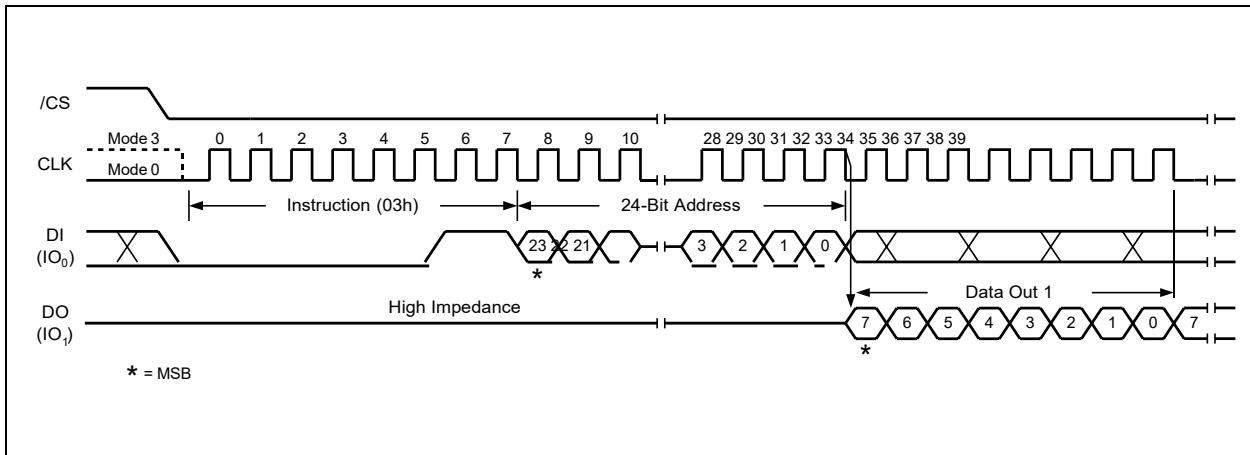 /CS
Mode 3 0 1 2 3 4 5 6 7 8 9 10 28 29 30 31 32 33 34 35 36 37 38 39
CLK
Mode 0
Instruction (03h) 24-Bit Address
DI
(IO0)
23 22 21 3 2 1 0
*
High Impedance Data Out 1
DO
(IO1)
7 6 5 4 3 2 1 0 7
*
* = MSB